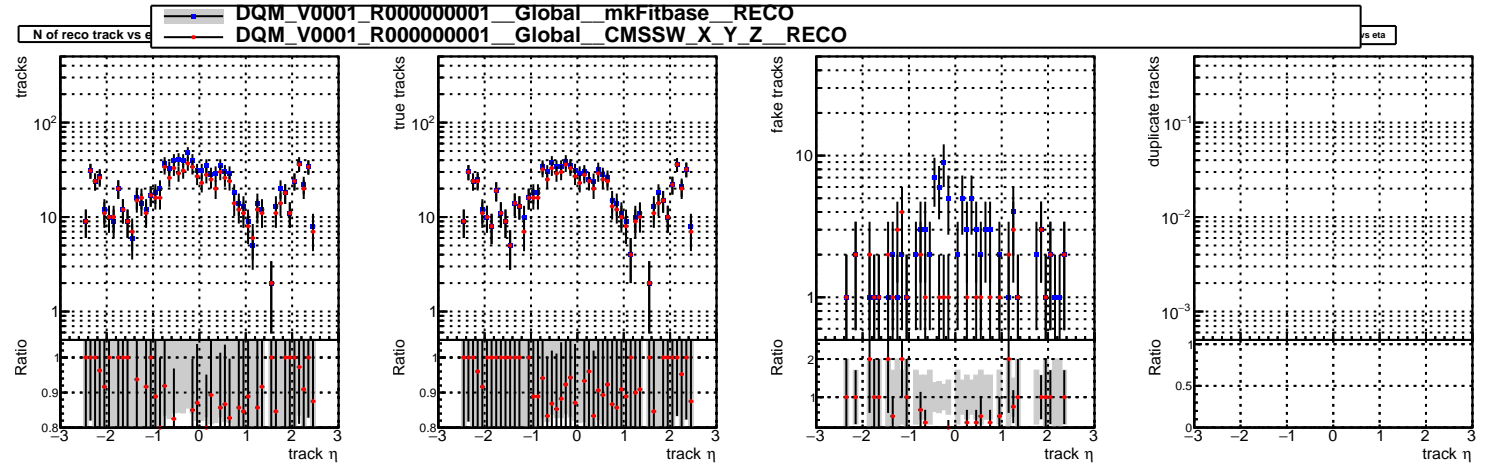 DQM_V0001_R000000001__Global__mkFitbase__RECO
DQM_V0001_R000000001__Global__CMSSW_X_Y_Z__RECO
N of reco track vs e
vs eta
tracks
10²
10
1
Ratio
1
0.9
0.8
−3 −2 −1 0 1 2 3
track η
true tracks
10²
10
1
Ratio
1
0.9
0.8
−3 −2 −1 0 1 2 3
track η
fake tracks
10
1
Ratio
2
1
−3 −2 −1 0 1 2 3
track η
duplicate tracks
10⁻¹
10⁻²
10⁻³
Ratio
1
0.5
0
−3 −2 −1 0 1 2 3
track η